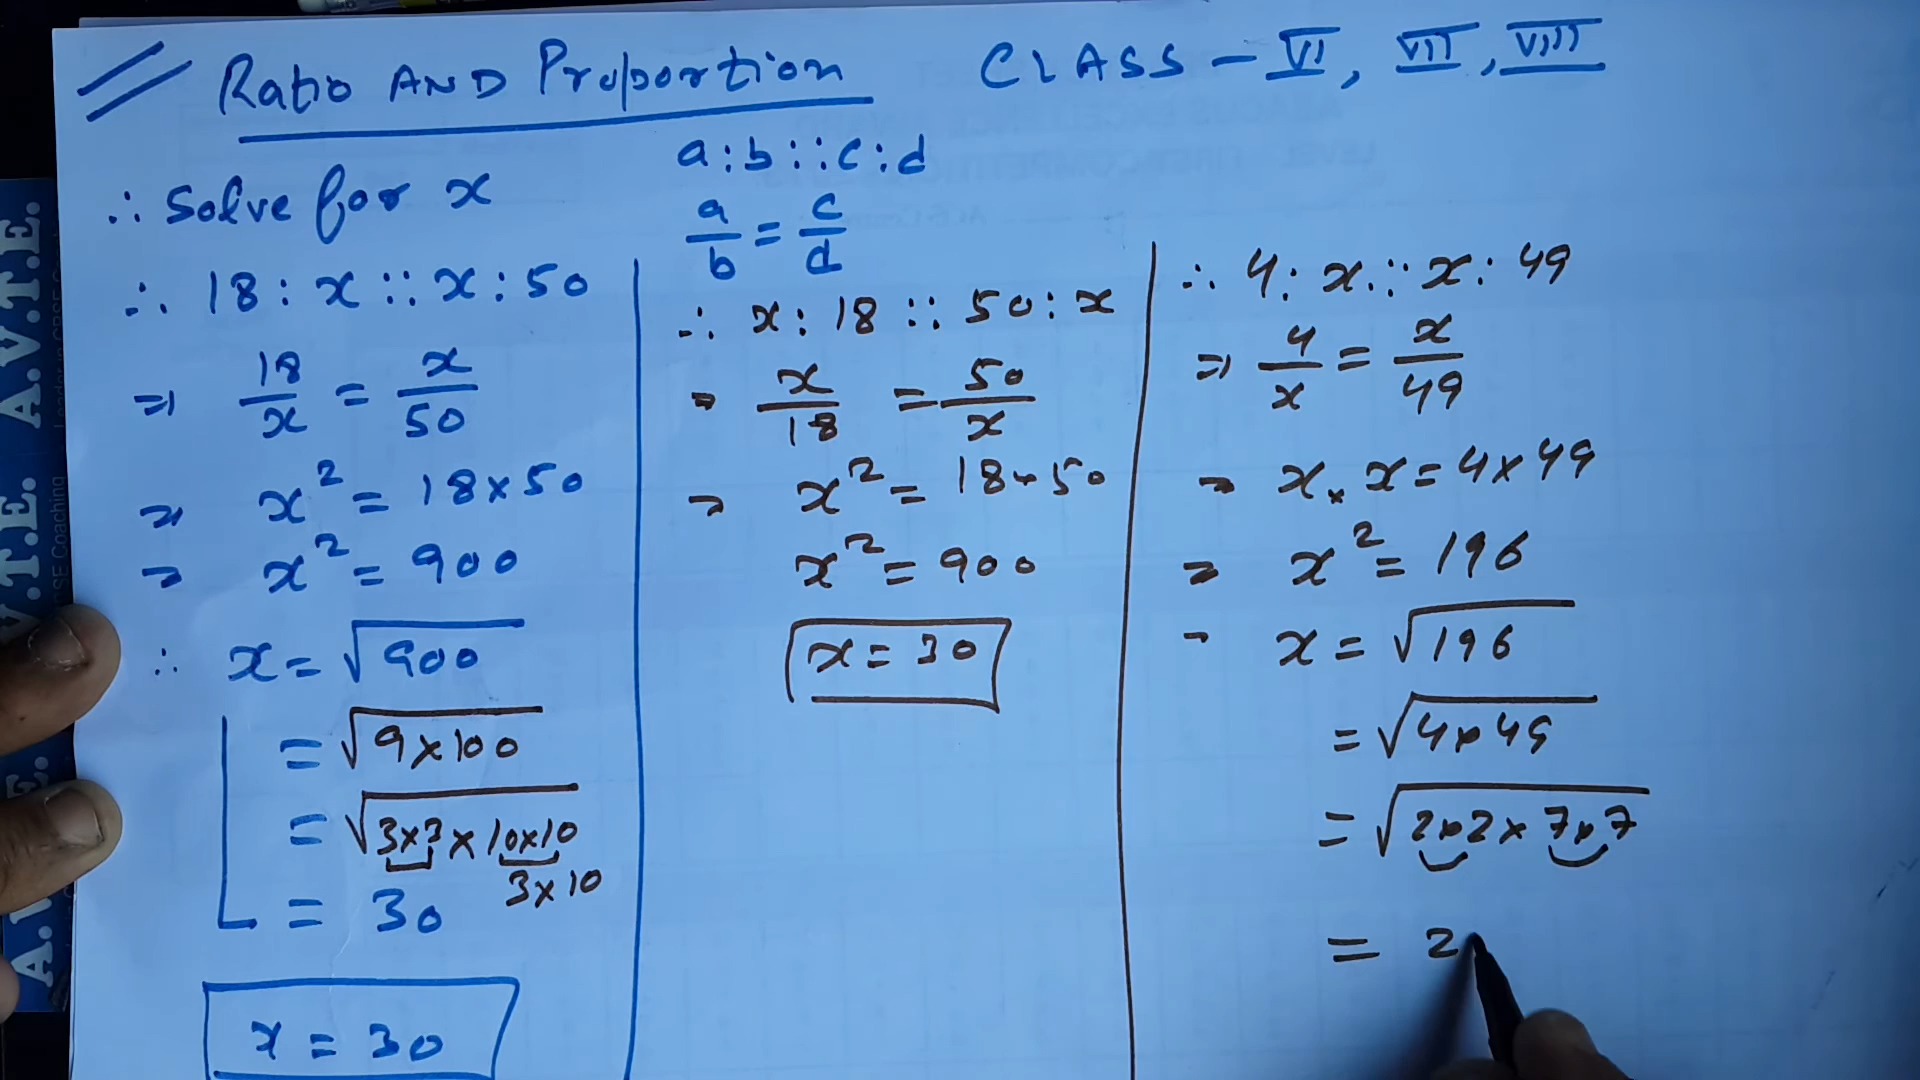 Ratio AND Proportion CLASS - VI, VII, VIII
∴ Solve for x
a:b::c:d
a/b = c/d
∴ 18 : x :: x : 50
⇒ 18/x = x/50
⇒ x² = 18×50
⇒ x² = 900
∴ x = √900
= √9×100
= √3×3×10×10
3×10
= 30
x = 30
∴ x : 18 :: 50 : x
⇒ x/18 = 50/x
⇒ x² = 18×50
x² = 900
x = 30
∴ 4 : x :: x : 49
⇒ 4/x = x/49
⇒ x × x = 4×49
⇒ x² = 196
- x = √196
= √4×49
= √2×2×7×7
= 2
A.V.T.E. A.V.T.E.
Coaching